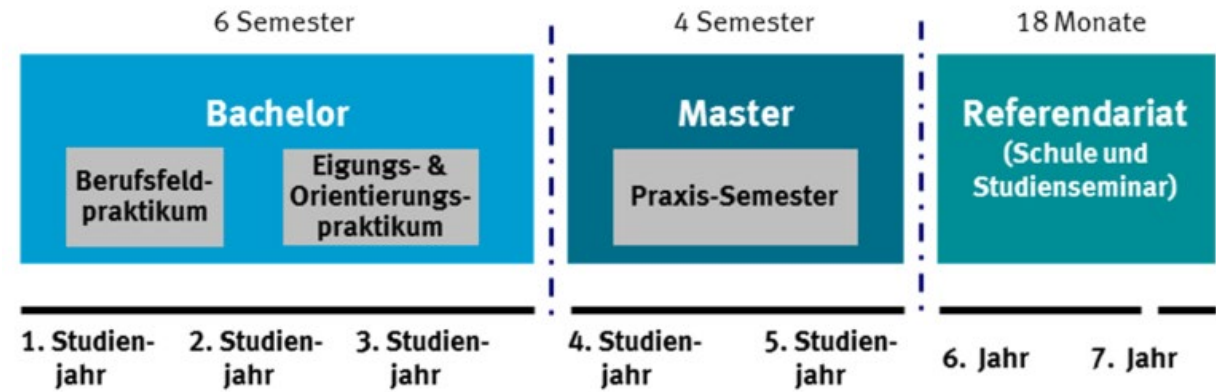 6 Semester
4 Semester
18 Monate
Bachelor
Berufsfeld-
praktikum
Eigungs- &
Orientierungs-
praktikum
Master
Praxis-Semester
Referendariat
(Schule und
Studienseminar)
1. Studien-
jahr
2. Studien-
jahr
3. Studien-
jahr
4. Studien-
jahr
5. Studien-
jahr
6. Jahr
7. Jahr